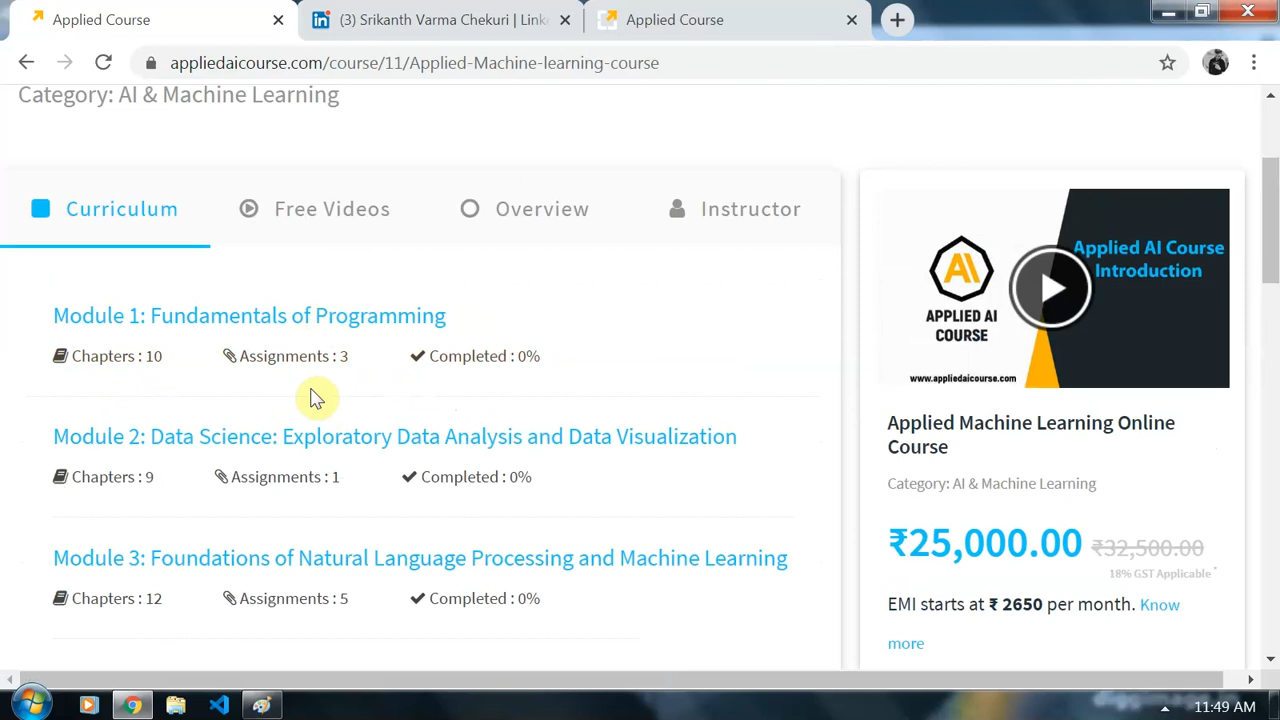 Applied Course
(3) Srikanth Varma Chekuri | Link
Applied Course
appliedaicourse.com/course/11/Applied-Machine-learning-course
Category: AI & Machine Learning
Curriculum
Free Videos
Overview
Instructor
Module 1: Fundamentals of Programming
Chapters : 10
Assignments : 3
Completed : 0%
Module 2: Data Science: Exploratory Data Analysis and Data Visualization
Chapters : 9
Assignments : 1
Completed : 0%
Module 3: Foundations of Natural Language Processing and Machine Learning
Chapters : 12
Assignments : 5
Completed : 0%
APPLIED AI
COURSE
Applied AI Course
Introduction
www.appliedaicourse.com
Applied Machine Learning Online
Course
Category: AI & Machine Learning
₹25,000.00 ₹32,500.00
18% GST Applicable *
EMI starts at ₹ 2650 per month. Know
more
11:49 AM